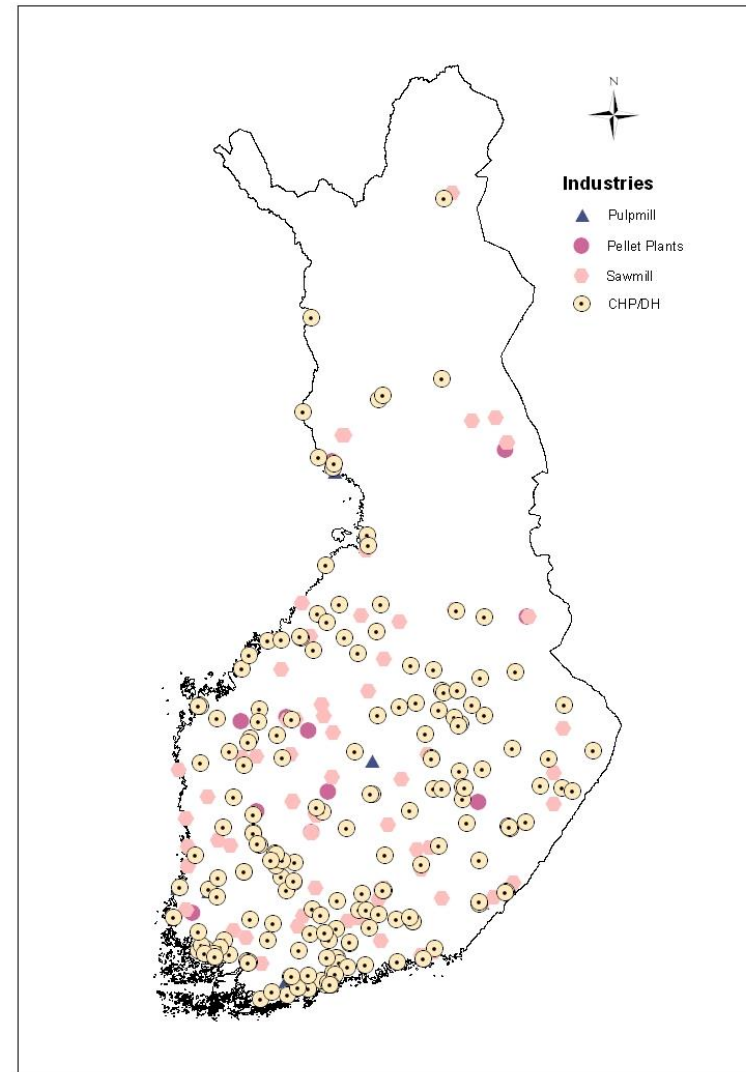 N
Industries
Pulpmill
Pellet Plants
Sawmill
CHP/DH